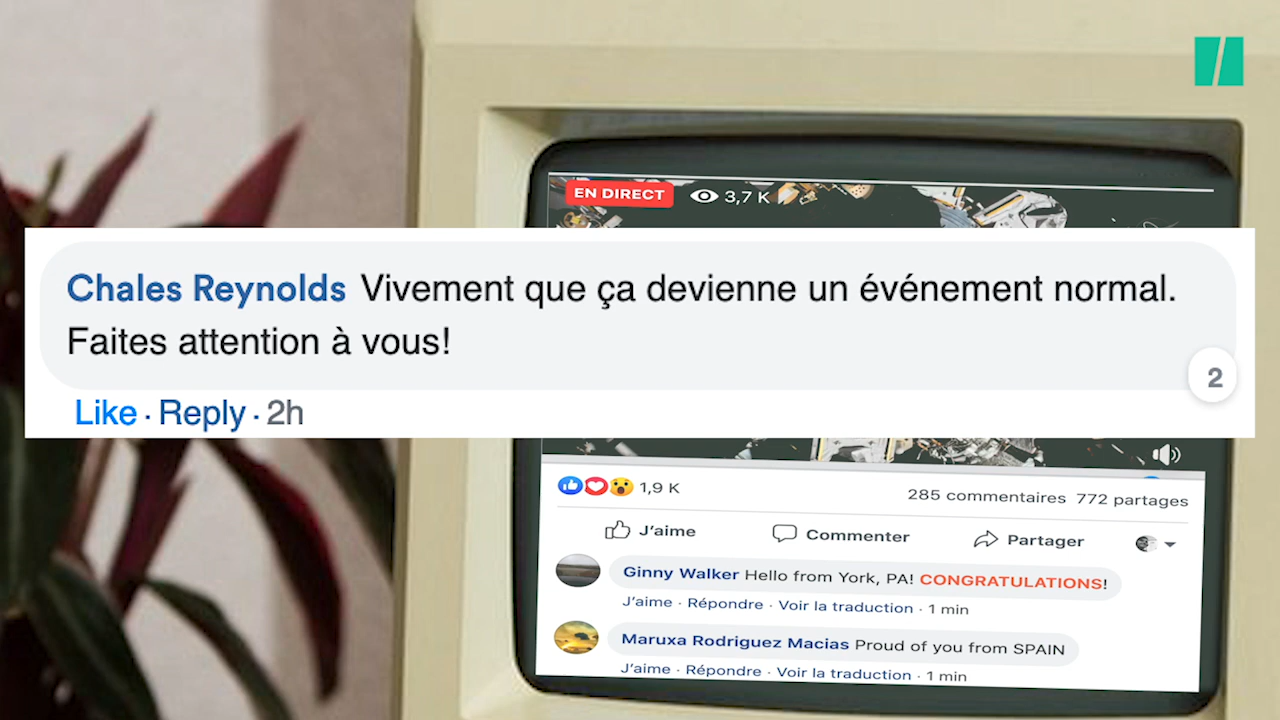 EN DIRECT 3,7 K
Chales Reynolds Vivement que ça devienne un événement normal.
Faites attention à vous!
2
Like · Reply · 2h
1,9 K 285 commentaires 772 partages
J'aime Commenter Partager
Ginny Walker Hello from York, PA! CONGRATULATIONS!
J'aime · Répondre · Voir la traduction · 1 min
Maruxa Rodriguez Macias Proud of you from SPAIN
J'aime · Répondre · Voir la traduction · 1 min